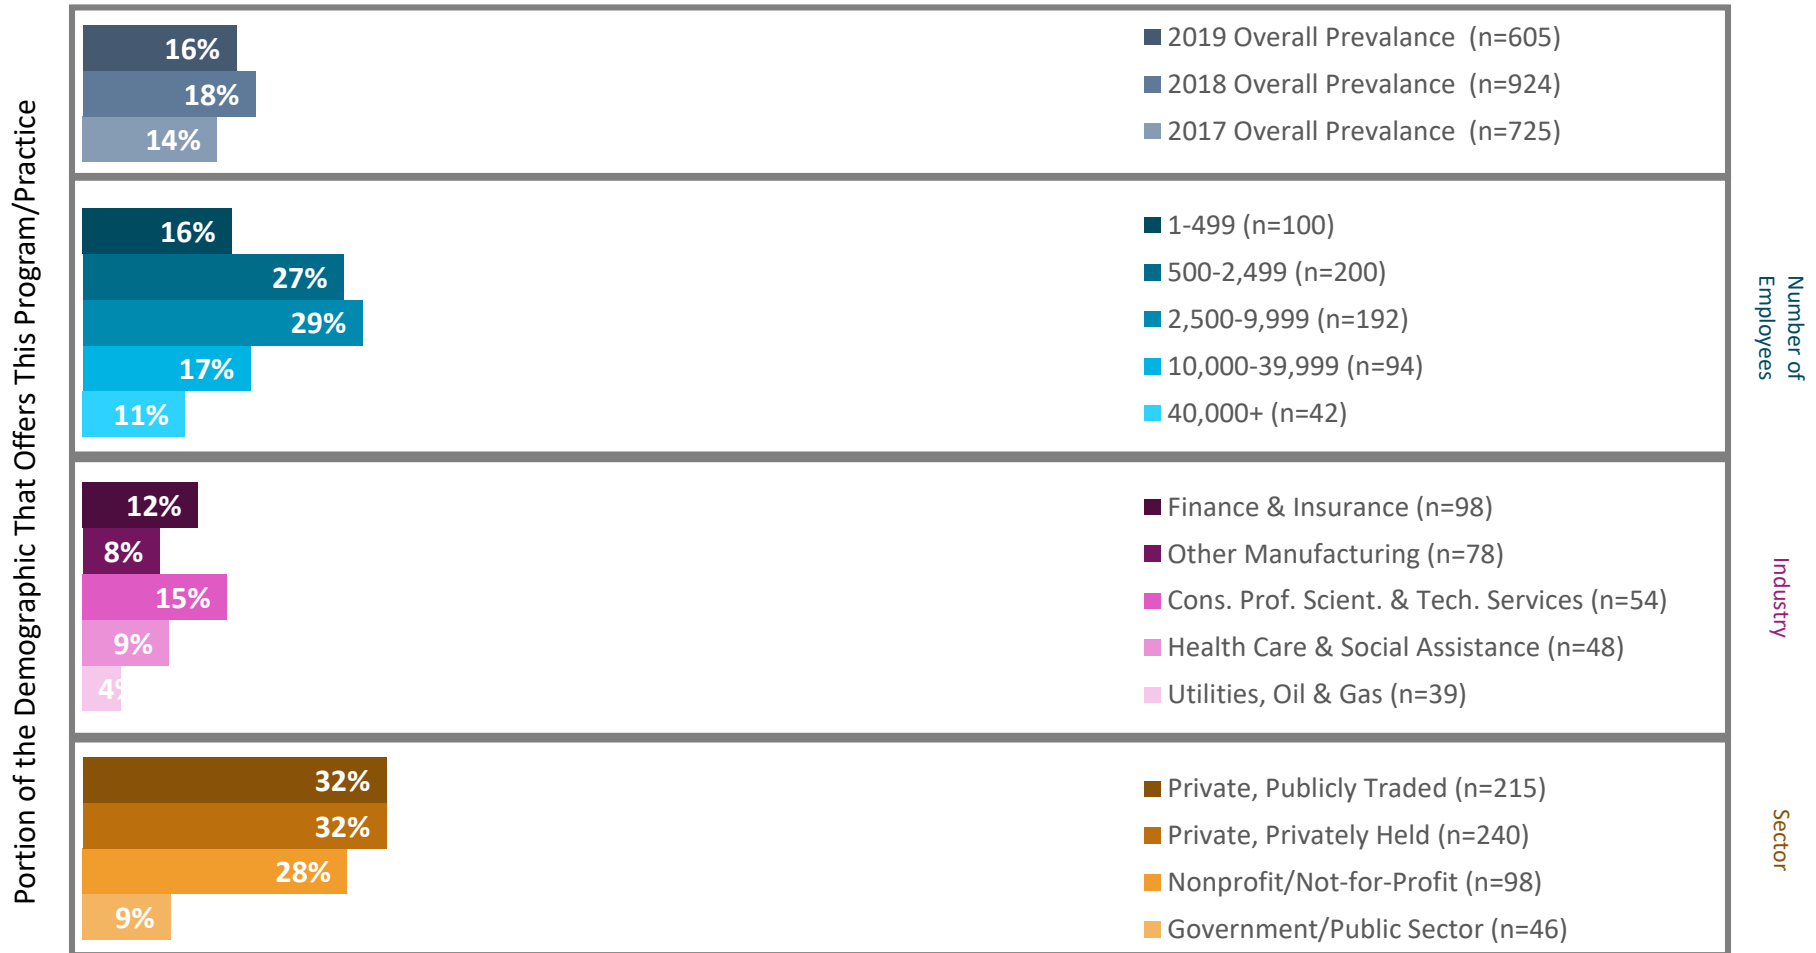 Portion of the Demographic That Offers This Program/Practice
16%
18%
14%
2019 Overall Prevalance (n=605)
2018 Overall Prevalance (n=924)
2017 Overall Prevalance (n=725)
16%
27%
29%
17%
11%
1-499 (n=100)
500-2,499 (n=200)
2,500-9,999 (n=192)
10,000-39,999 (n=94)
40,000+ (n=42)
Number of
Employees
12%
8%
15%
9%
4%
Finance & Insurance (n=98)
Other Manufacturing (n=78)
Cons. Prof. Scient. & Tech. Services (n=54)
Health Care & Social Assistance (n=48)
Utilities, Oil & Gas (n=39)
Industry
32%
32%
28%
9%
Private, Publicly Traded (n=215)
Private, Privately Held (n=240)
Nonprofit/Not-for-Profit (n=98)
Government/Public Sector (n=46)
Sector